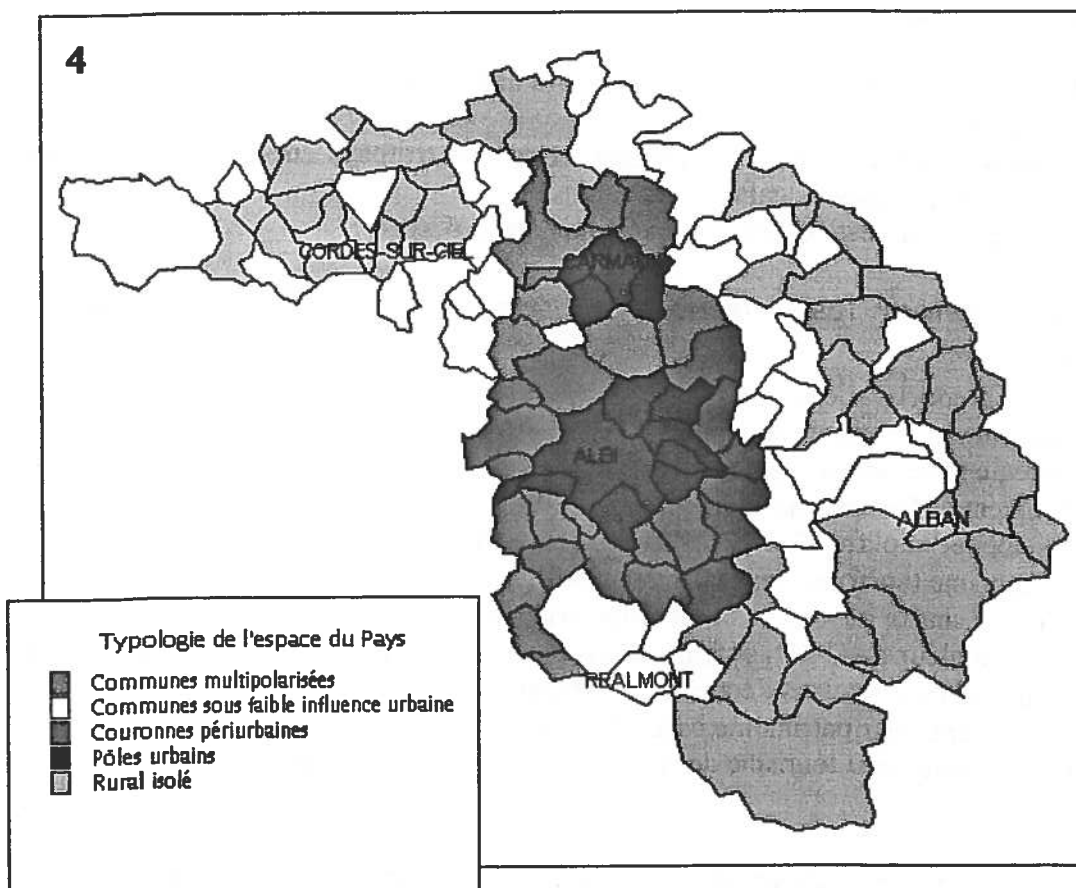 4
CORDES-SUR-CIEL
ALBI
ALBAN
REALMONT
Typologie de l'espace du Pays
Communes multipolarisées
Communes sous faible influence urbaine
Couronnes périurbaines
Pôles urbains
Rural isolé